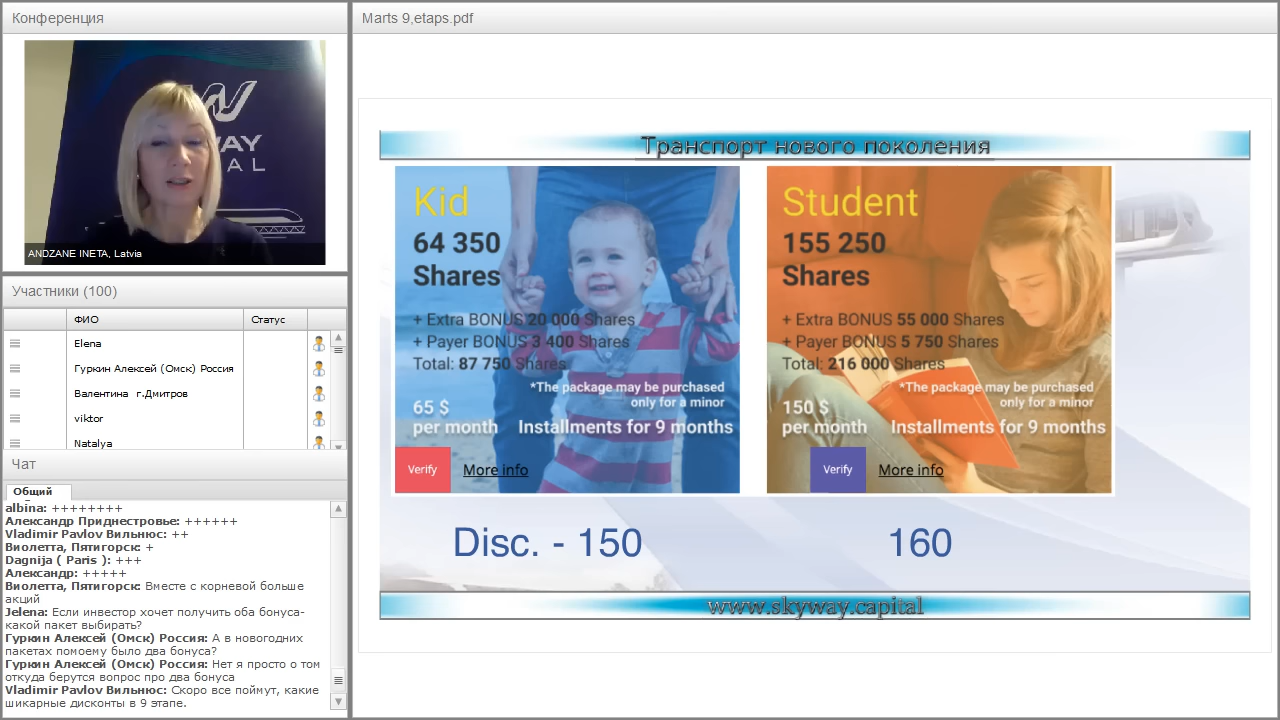 Конференция
WAY
A L
ANDZANE INETA, Latvia
Участники (100)
ФИО
Статус
Elena
Гуркин Алексей (Омск) Россия
Валентина г.Дмитров
viktor
Natalya
Чат
Общий
albina: ++++++++
Александр Приднестровье: ++++++
Vladimir Pavlov Вильнюс: ++
Виолетта, Пятигорск: +
Dagnija ( Paris ): +++
Александр: +++++
Виолетта, Пятигорск: Вместе с корневой больше
акций
Jelena: Если инвестор хочет получить оба бонуса-
какой пакет выбирать?
Гуркин Алексей (Омск) Россия: А в новогодних
пакетах помоему было два бонуса?
Гуркин Алексей (Омск) Россия: Нет я просто о том
откуда берутся вопрос про два бонуса
Vladimir Pavlov Вильнюс: Скоро все поймут, какие
шикарные дисконты в 9 этапе.
Marts 9,etaps.pdf
Транспорт нового поколения
Kid
64 350
Shares
+ Extra BONUS 20 000 Shares
+ Payer BONUS 3 400 Shares
Total: 87 750 Shares
*The package may be purchased
only for a minor
65 $
per month
Installments for 9 months
Verify
More info
Student
155 250
Shares
+ Extra BONUS 55 000 Shares
+ Payer BONUS 5 750 Shares
Total: 216 000 Shares
*The package may be purchased
only for a minor
150 $
per month
Installments for 9 months
Verify
More info
Disc. - 150
160
www.skyway.capital